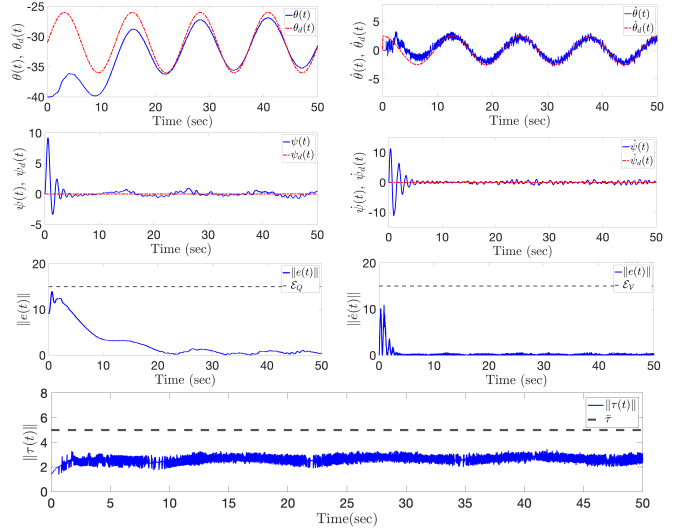 -25
-30
-35
-40
θ(t), θ_d(t)
θ(t)
θ_d(t)
0 10 20 30 40 50
Time (sec)
5
0
-5
θ̇(t), θ̇_d(t)
θ̇(t)
θ̇_d(t)
0 10 20 30 40 50
Time (sec)
10
5
0
-5
ψ(t), ψ_d(t)
ψ(t)
ψ_d(t)
0 10 20 30 40 50
Time (sec)
10
0
-10
ψ̇(t), ψ̇_d(t)
ψ̇(t)
ψ̇_d(t)
0 10 20 30 40 50
Time (sec)
20
10
0
‖e(t)‖
‖e(t)‖
ℰ_Q
0 10 20 30 40 50
Time (sec)
20
10
0
‖ė(t)‖
‖e(t)‖
ℰ_𝒱
0 10 20 30 40 50
Time (sec)
8
6
4
2
0
‖τ(t)‖
‖τ(t)‖
τ̄
0 5 10 15 20 25 30 35 40 45 50
Time(sec)